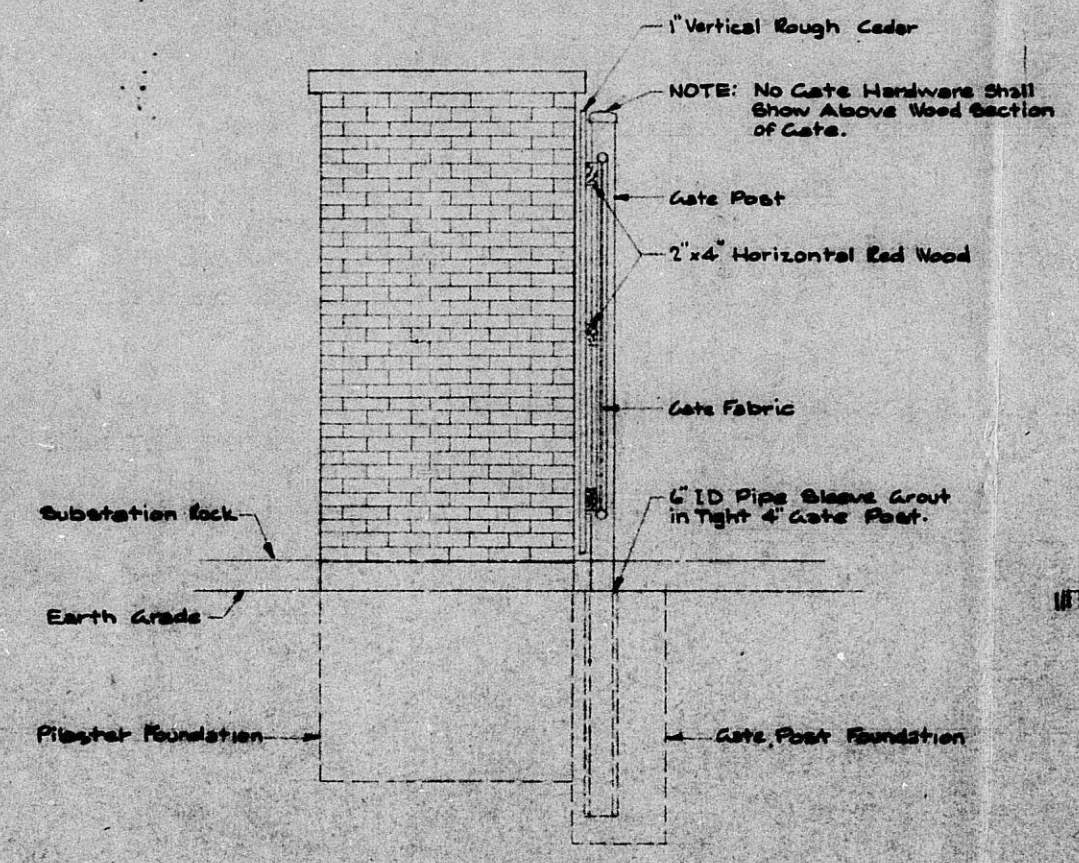 1" Vertical Rough Cedar
NOTE: No Gate Hardware Shall
Show Above Wood Section
of Gate.
Gate Post
2"x4" Horizontal Red Wood
Gate Fabric
6" ID Pipe Sleeve Grout
in Tight 4" Gate Post.
Substation Rock
Earth Grade
Pilaster Foundation
Gate Post Foundation